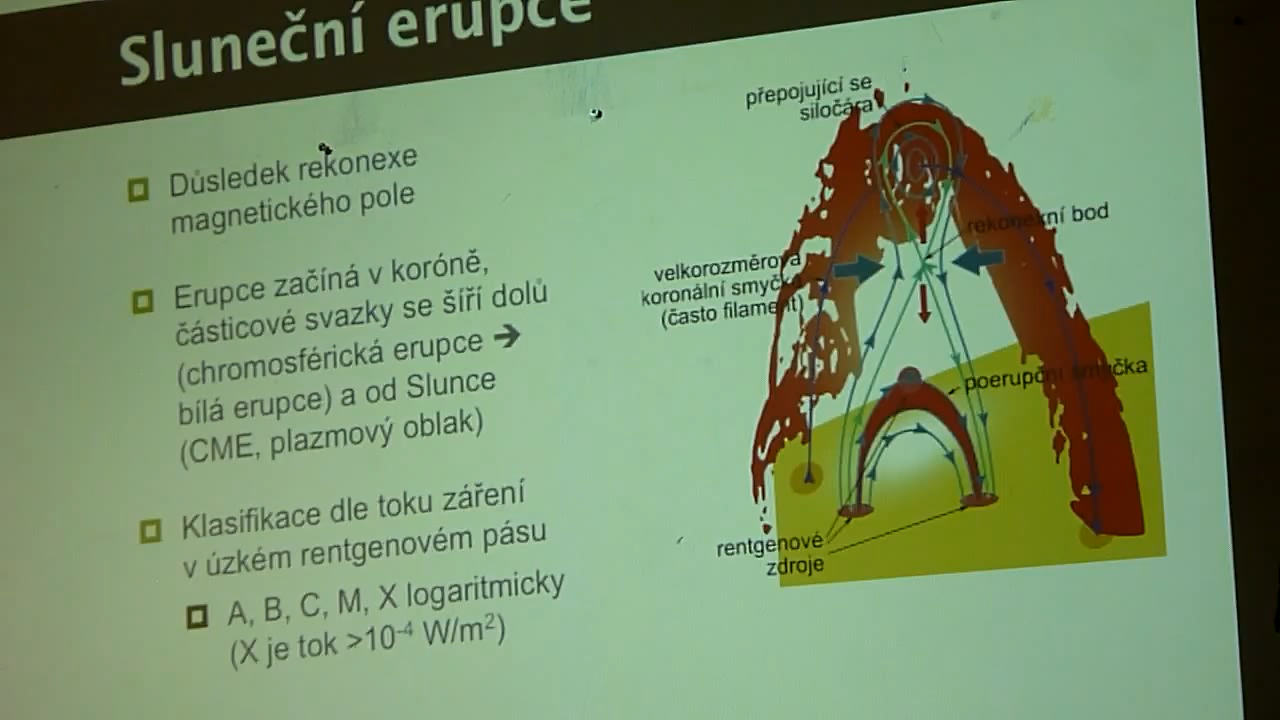 Sluneční erupce
Důsledek rekonexe
magnetického pole
Erupce začíná v koróně,
částicové svazky se šíří dolů
(chromosférická erupce →
bílá erupce) a od Slunce
(CME, plazmový oblak)
Klasifikace dle toku záření
v úzkém rentgenovém pásu
A, B, C, M, X logaritmicky
(X je tok >10⁻⁴ W/m²)
přepojující se
siločára
rekonexní bod
velkorozměrová
koronální smyčka
(často filament)
poerupční smyčka
rentgenové
zdroje